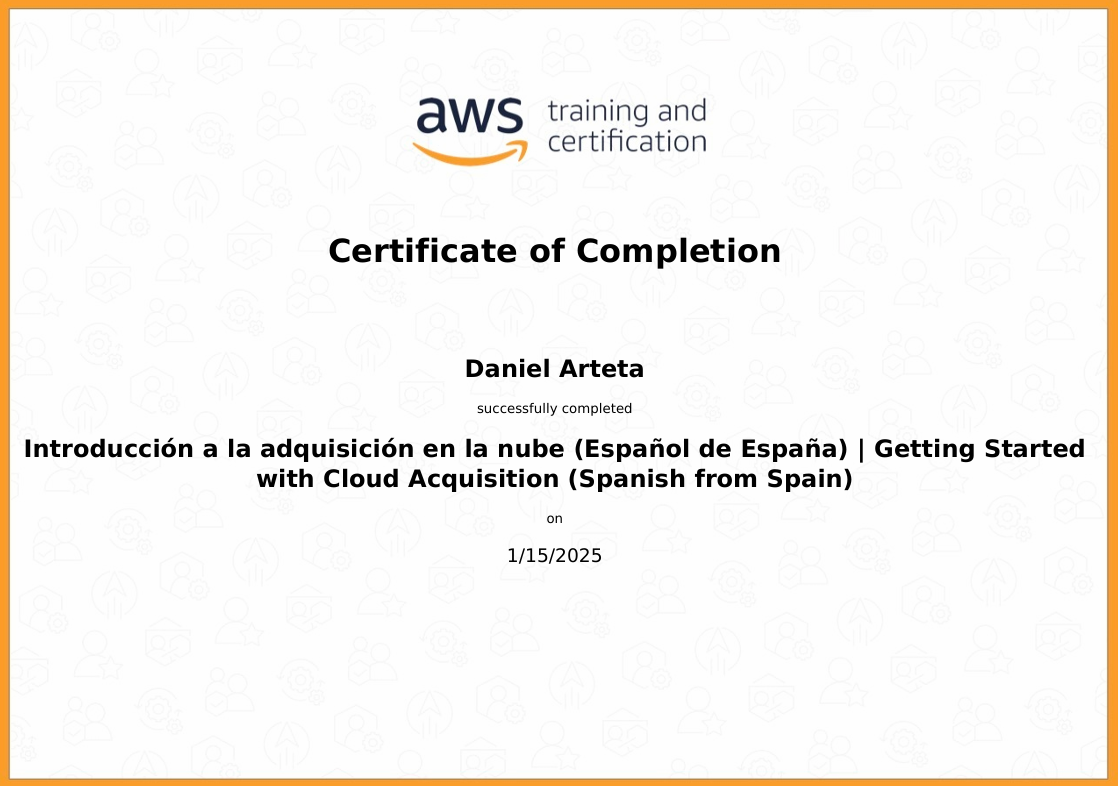 aws training and
certification
Certificate of Completion
Daniel Arteta
successfully completed
Introducción a la adquisición en la nube (Español de España) | Getting Started
with Cloud Acquisition (Spanish from Spain)
on
1/15/2025